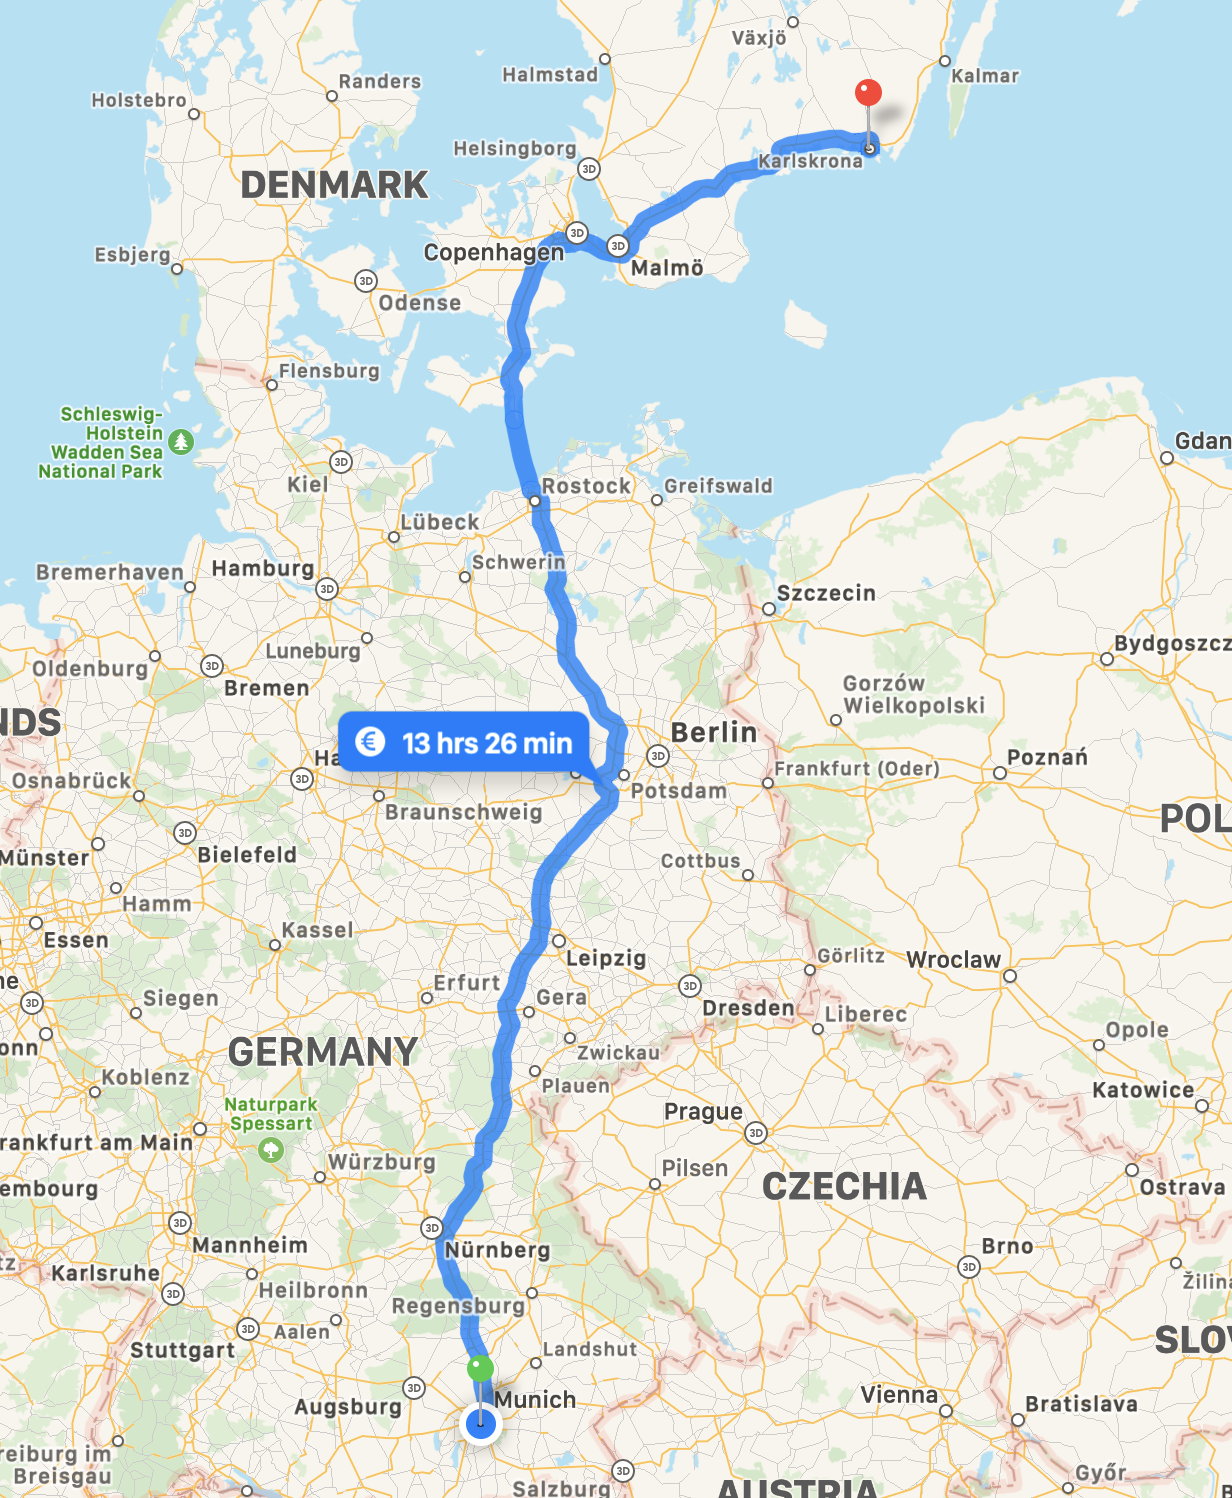 Växjö
Halmstad
Kalmar
Randers
Holstebro
Helsingborg
Karlskrona
DENMARK
Copenhagen
3D
3D
3D
Malmö
Esbjerg
3D
Odense
Flensburg
Schleswig-
Holstein
Wadden Sea
National Park
Gdan
3D
Kiel
Rostock
Greifswald
Lübeck
Schwerin
Bremerhaven
Hamburg
3D
Szczecin
Luneburg
Bydgoszcz
Oldenburg
3D
Bremen
Gorzów
Wielkopolski
NDS
Berlin
3D
€ 13 hrs 26 min
Ha
3D
Poznań
Frankfurt (Oder)
Osnabrück
Potsdam
Braunschweig
POL
3D
Bielefeld
Münster
Cottbus
Hamm
Kassel
Essen
Leipzig
Görlitz
Wroclaw
ne
3D
Siegen
Erfurt
Gera
3D
Dresden
Liberec
Opole
onn
GERMANY
Zwickau
Koblenz
Plauen
Katowice
Naturpark
Spessart
Prague
3D
rankfurt am Main
Würzburg
Pilsen
CZECHIA
embourg
Ostrava
3D
Mannheim
3D
Nürnberg
Brno
3D
tz
Karlsruhe
3D
Heilbronn
Žilina
Regensburg
3D
Aalen
Stuttgart
Landshut
SLOV
3D
Augsburg
Munich
Vienna
Bratislava
reiburg im
Breisgau
3D
Salzburg
AUSTRIA
Győr